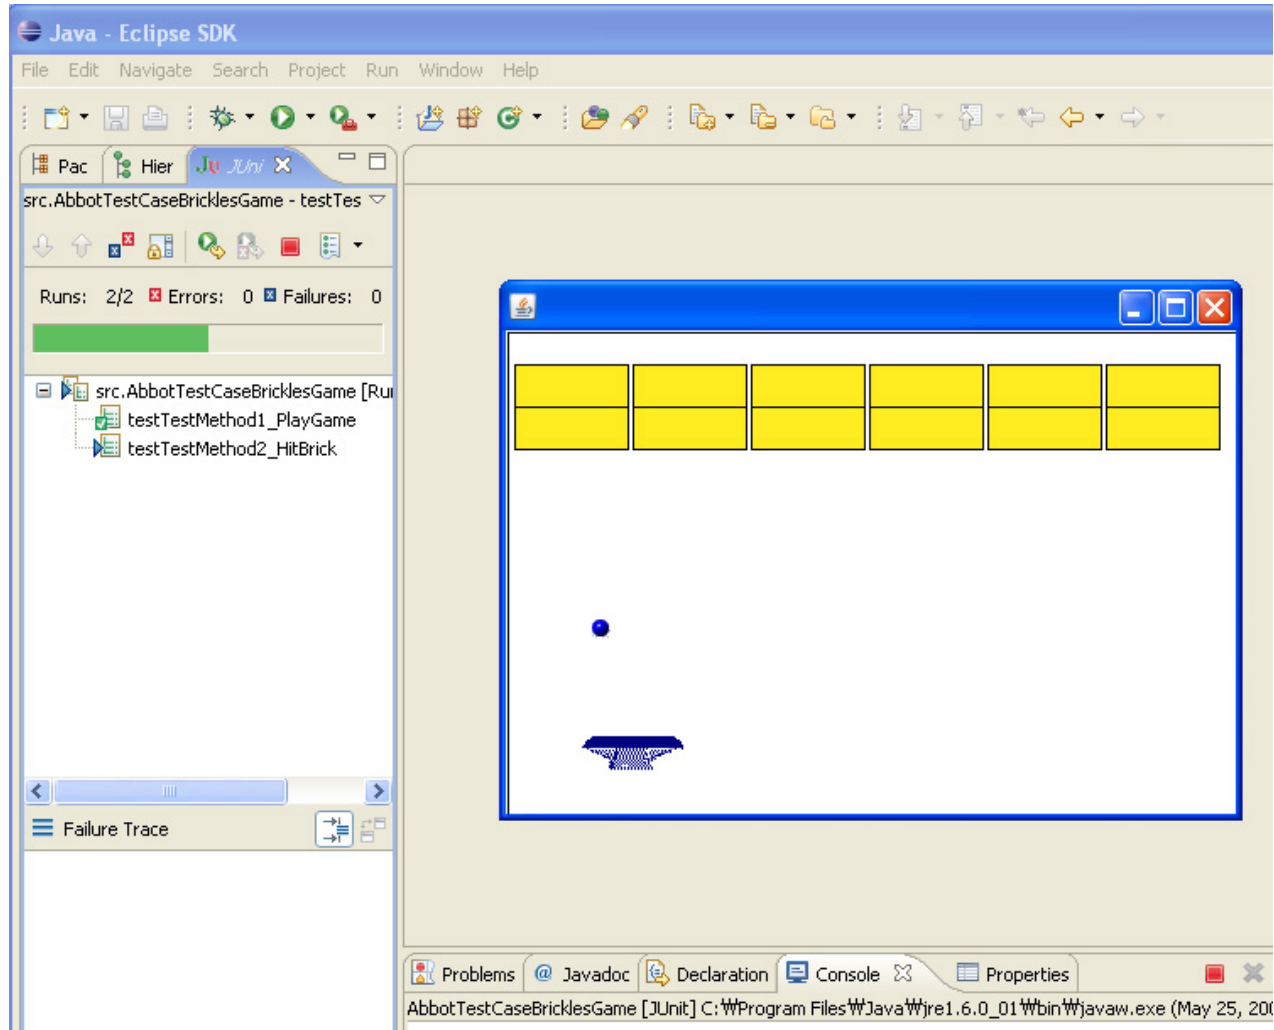 Java - Eclipse SDK
File Edit Navigate Search Project Run Window Help
Pac Hier Ju JUni
src.AbbotTestCaseBricklesGame - testTes
Runs: 2/2 Errors: 0 Failures: 0
src.AbbotTestCaseBricklesGame [Ru
testTestMethod1_PlayGame
testTestMethod2_HitBrick
Failure Trace
Problems @ Javadoc Declaration Console Properties
AbbotTestCaseBricklesGame [JUnit] C:₩Program Files₩Java₩jre1.6.0_01₩bin₩javaw.exe (May 25, 200